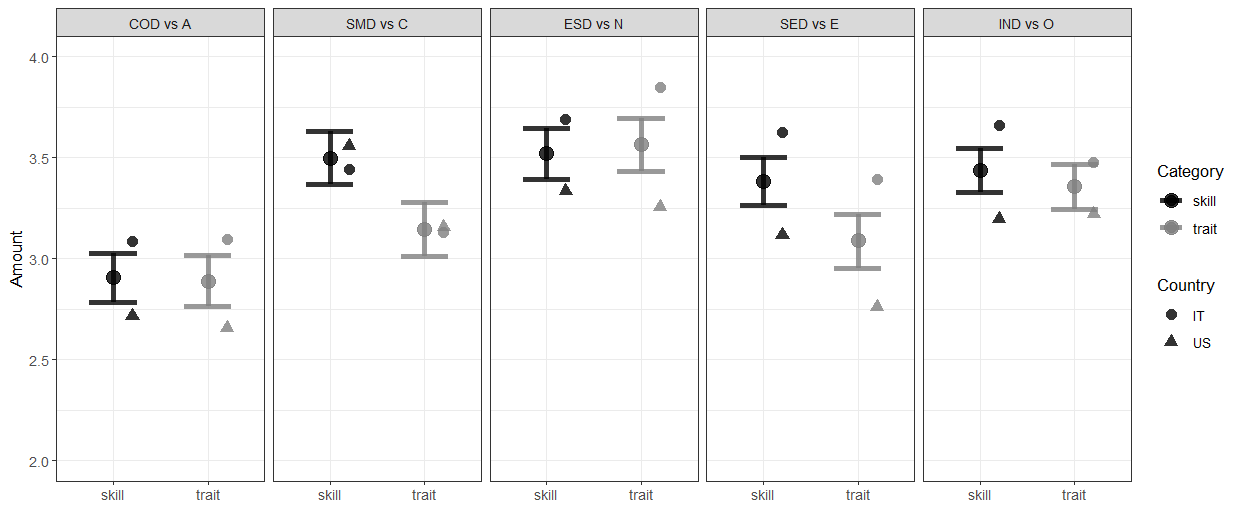 COD vs A
SMD vs C
ESD vs N
SED vs E
IND vs O
Amount
4.0
3.5
3.0
2.5
2.0
skill
trait
skill
trait
skill
trait
skill
trait
skill
trait
Category
skill
trait
Country
IT
US